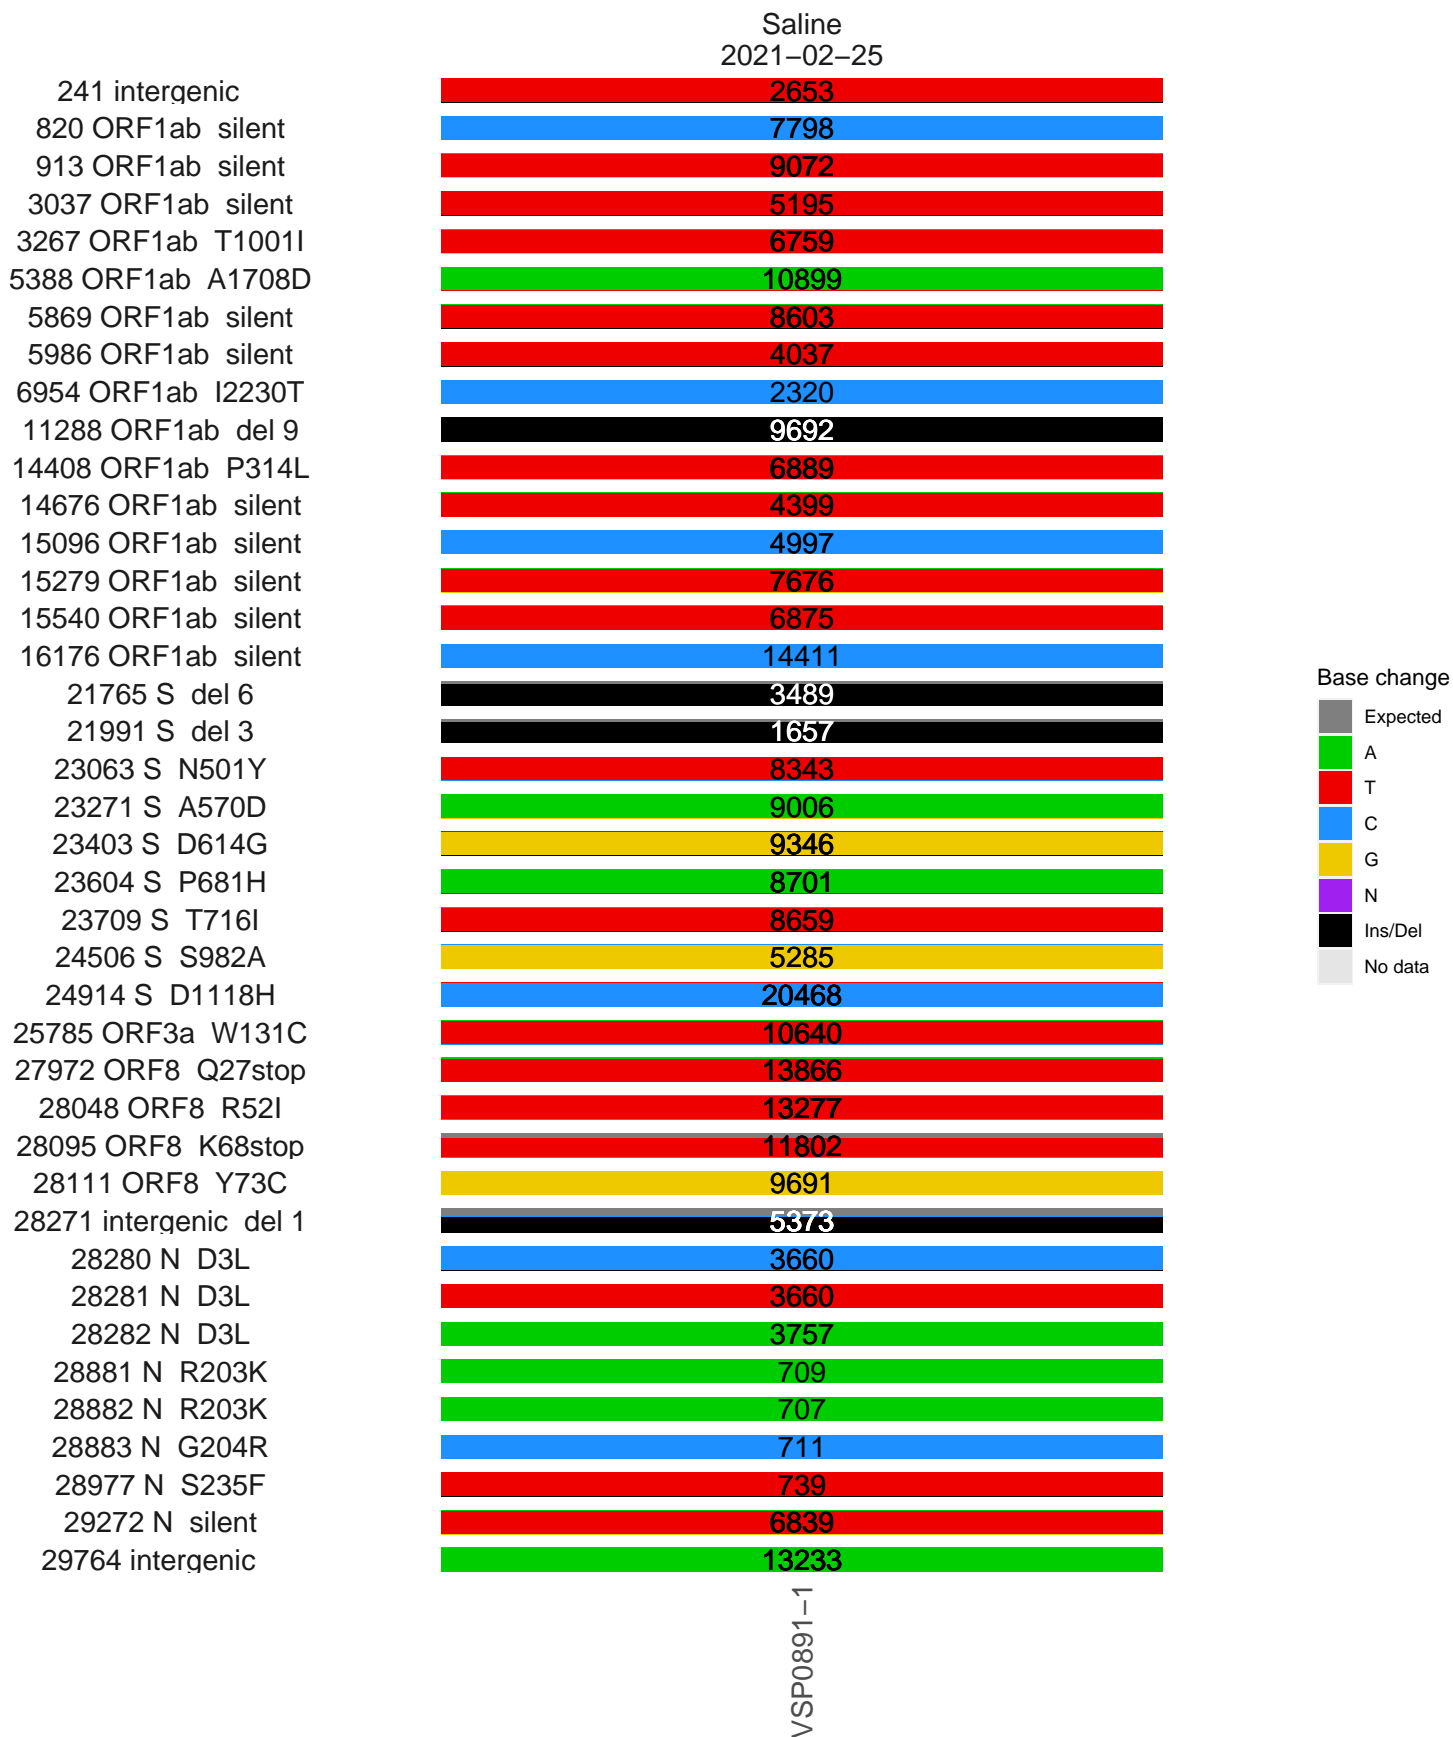 Saline
2021−02−25
241 intergenic 2653
820 ORF1ab silent 7798
913 ORF1ab silent 9072
3037 ORF1ab silent 5195
3267 ORF1ab T1001I 6759
5388 ORF1ab A1708D 10899
5869 ORF1ab silent 8603
5986 ORF1ab silent 4037
6954 ORF1ab I2230T 2320
11288 ORF1ab del 9 9692
14408 ORF1ab P314L 6889
14676 ORF1ab silent 4399
15096 ORF1ab silent 4997
15279 ORF1ab silent 7676
15540 ORF1ab silent 6875
16176 ORF1ab silent 14411
21765 S del 6 3489
21991 S del 3 1657
23063 S N501Y 8343
23271 S A570D 9006
23403 S D614G 9346
23604 S P681H 8701
23709 S T716I 8659
24506 S S982A 5285
24914 S D1118H 20468
25785 ORF3a W131C 10640
27972 ORF8 Q27stop 13866
28048 ORF8 R52I 13277
28095 ORF8 K68stop 11802
28111 ORF8 Y73C 9691
28271 intergenic del 1 5373
28280 N D3L 3660
28281 N D3L 3660
28282 N D3L 3757
28881 N R203K 709
28882 N R203K 707
28883 N G204R 711
28977 N S235F 739
29272 N silent 6839
29764 intergenic 13233
VSP0891−1
Base change
Expected
A
T
C
G
N
Ins/Del
No data